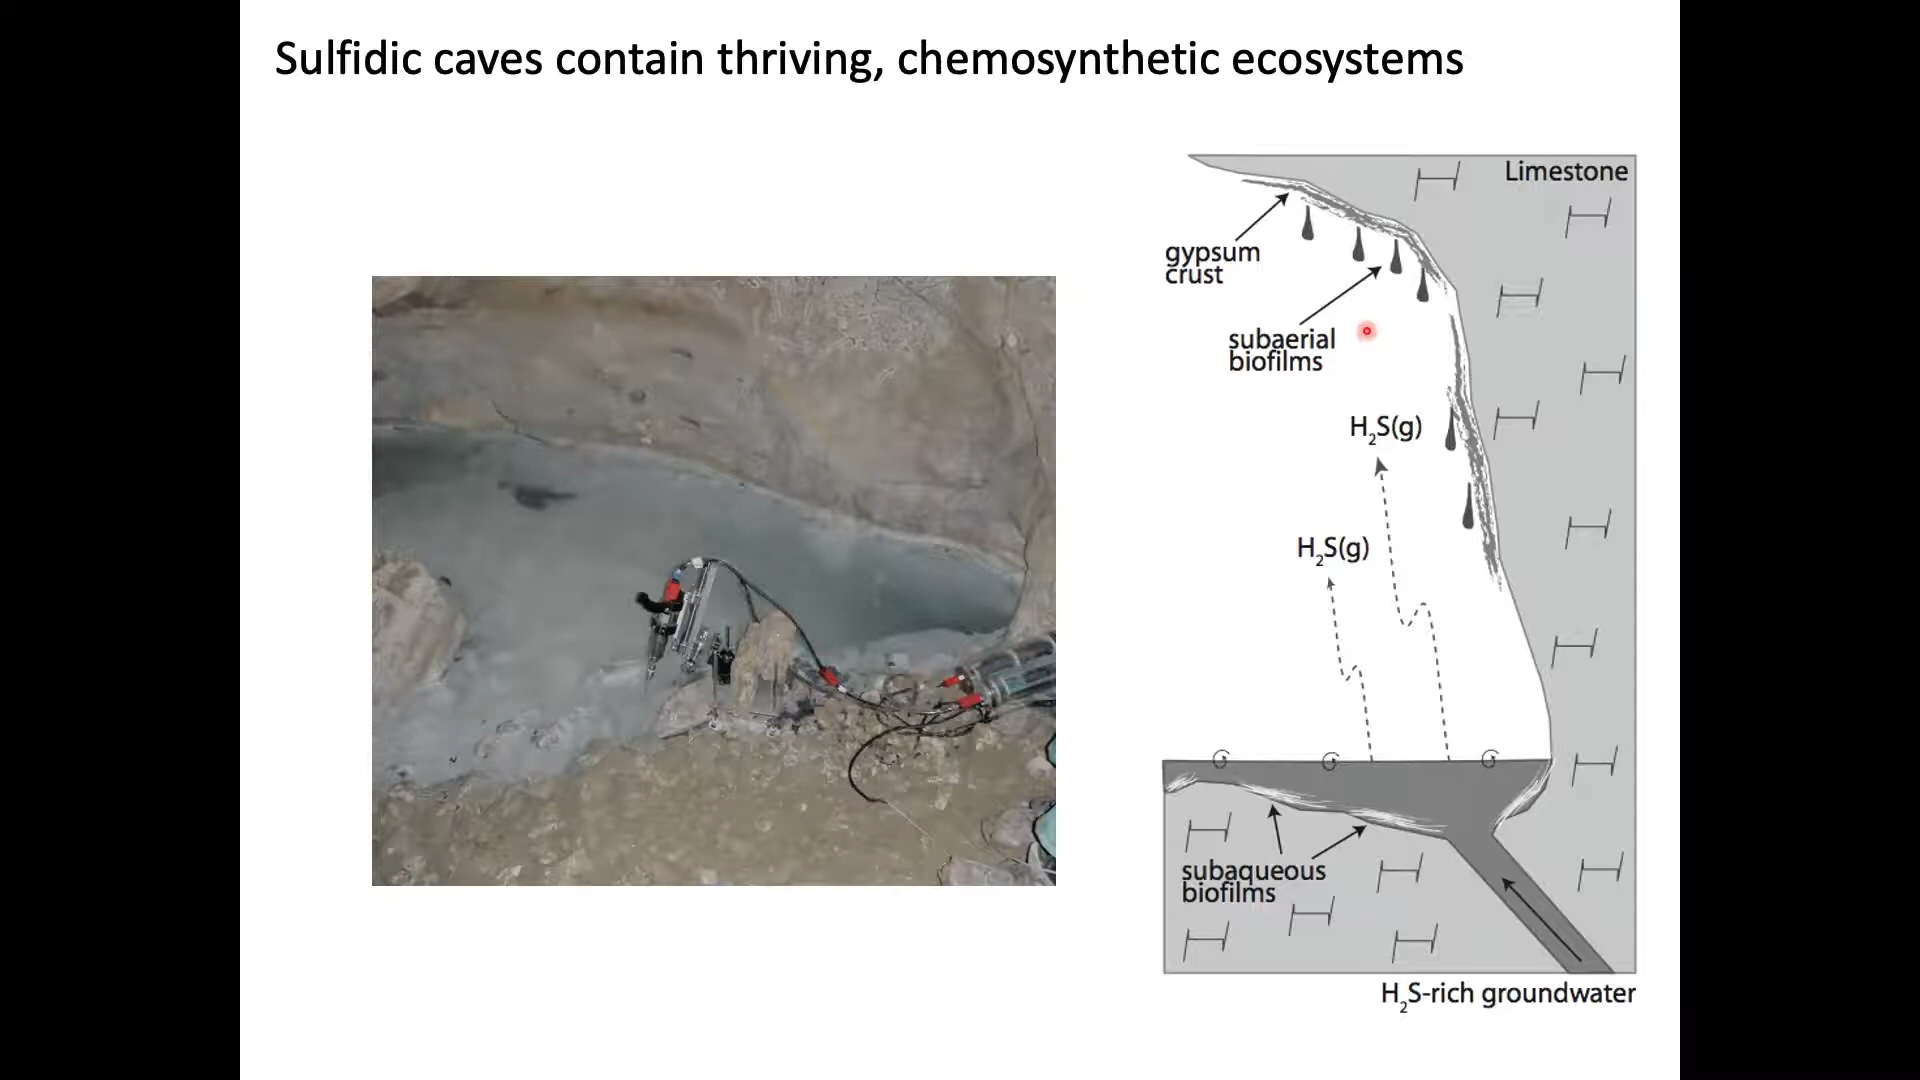 Sulfidic caves contain thriving, chemosynthetic ecosystems
Limestone
gypsum
crust
subaerial
biofilms
H₂S(g)
H₂S(g)
subaqueous
biofilms
H₂S-rich groundwater